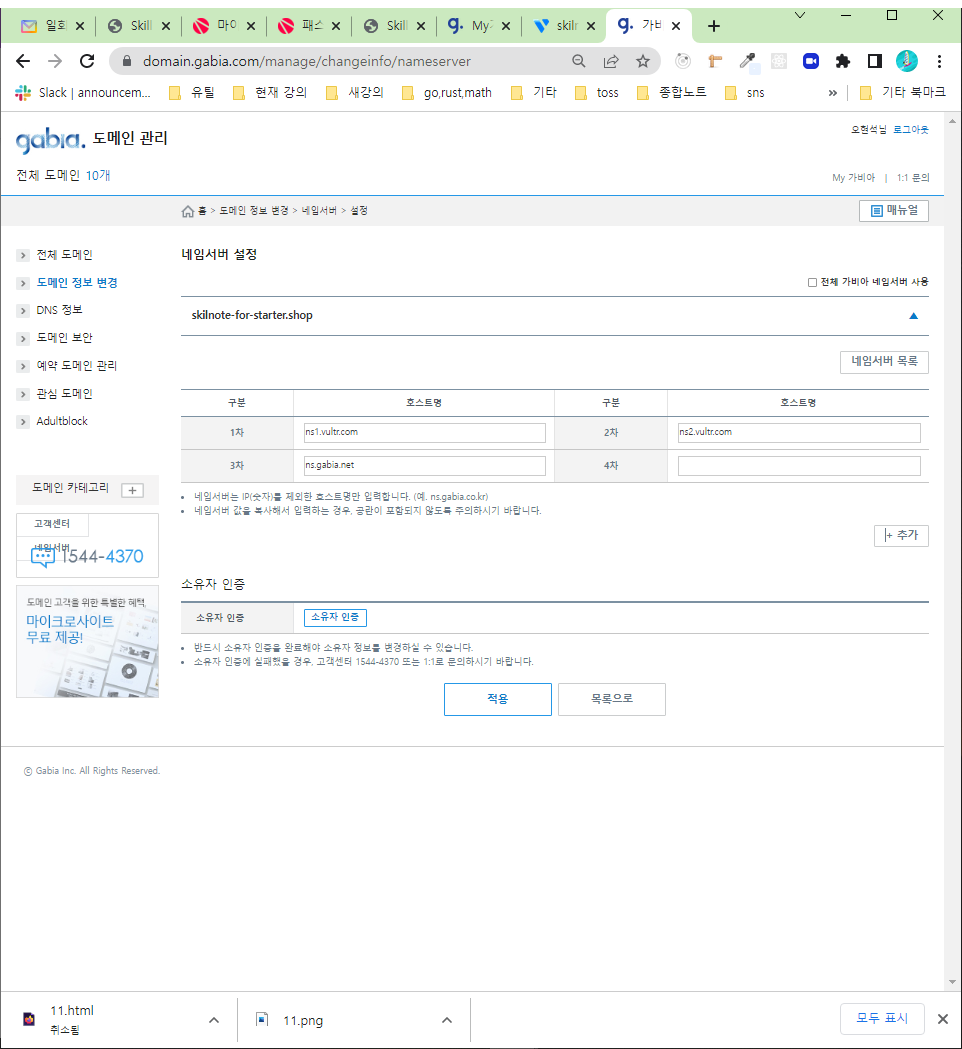 일회
Skill
마이
패스
Skill
My
skilr
가비
domain.gabia.com/manage/changeinfo/nameserver
Slack | announcem...
유틸
현재 강의
새강의
go,rust,math
기타
toss
종합노트
sns
»
기타 북마크
gabia. 도메인 관리
오현석님 로그아웃
전체 도메인 10개
My 가비아 | 1:1 문의
홈 > 도메인 정보 변경 > 네임서버 > 설정
매뉴얼
전체 도메인
도메인 정보 변경
DNS 정보
도메인 보안
예약 도메인 관리
관심 도메인
Adultblock
도메인 카테고리 +
고객센터
네임서버
1544-4370
도메인 고객을 위한 특별한 혜택,
마이크로사이트
무료 제공!
네임서버 설정
전체 가비아 네임서버 사용
skilnote-for-starter.shop
네임서버 목록
구분 호스트명 구분 호스트명
1차 ns1.vultr.com 2차 ns2.vultr.com
3차 ns.gabia.net 4차
• 네임서버는 IP(숫자)를 제외한 호스트명만 입력합니다. (예. ns.gabia.co.kr)
• 네임서버 값을 복사해서 입력하는 경우, 공란이 포함되지 않도록 주의하시기 바랍니다.
+ 추가
소유자 인증
소유자 인증 소유자 인증
• 반드시 소유자 인증을 완료해야 소유자 정보를 변경하실 수 있습니다.
• 소유자 인증에 실패했을 경우, 고객센터 1544-4370 또는 1:1로 문의하시기 바랍니다.
적용
목록으로
© Gabia Inc. All Rights Reserved.
11.html
취소됨
11.png
모두 표시